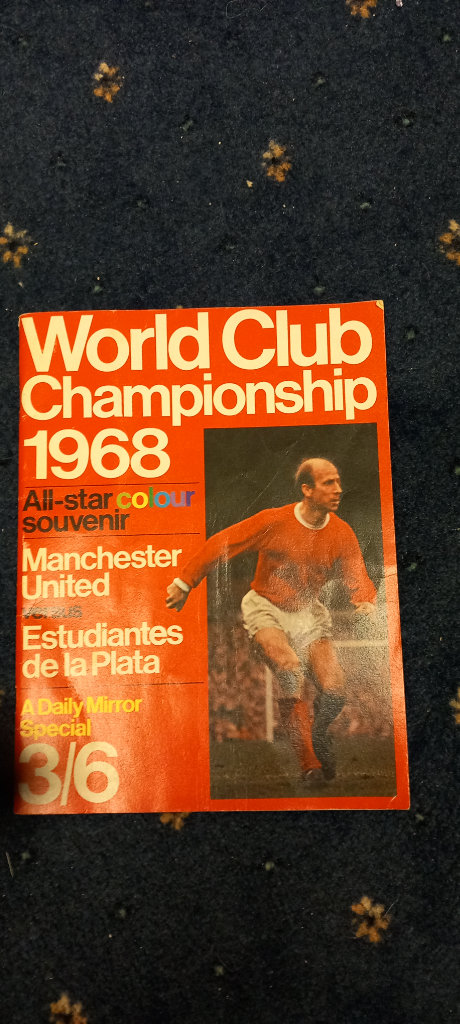 World Club
Championship
1968
All-star colour
souvenir
Manchester
United
versus
Estudiantes
de la Plata
A Daily Mirror
Special
3/6